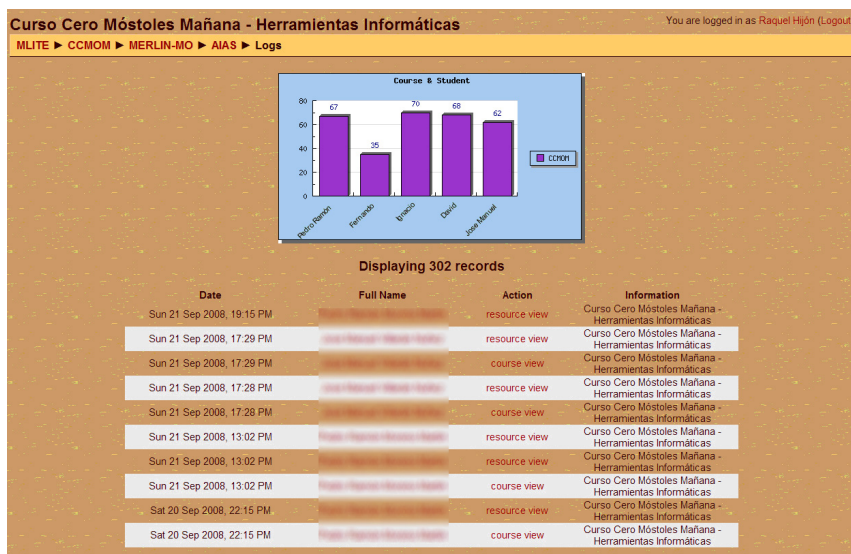 Curso Cero Móstoles Mañana - Herramientas Informáticas
You are logged in as Raquel Hijón (Logout
MLITE ► CCMOM ► MERLIN-MO ► AIAS ► Logs
Course & Student
80
60
40
20
0
67
35
70
68
62
Pedro Ramón
Fernando
Ignacio
David
Jose Manuel
CCMOM
Displaying 302 records
Date Full Name Action Information
Sun 21 Sep 2008, 19:15 PM resource view Curso Cero Móstoles Mañana -
Herramientas Informáticas
Sun 21 Sep 2008, 17:29 PM resource view Curso Cero Móstoles Mañana -
Herramientas Informáticas
Sun 21 Sep 2008, 17:29 PM course view Curso Cero Móstoles Mañana -
Herramientas Informáticas
Sun 21 Sep 2008, 17:28 PM resource view Curso Cero Móstoles Mañana -
Herramientas Informáticas
Sun 21 Sep 2008, 17:28 PM course view Curso Cero Móstoles Mañana -
Herramientas Informáticas
Sun 21 Sep 2008, 13:02 PM resource view Curso Cero Móstoles Mañana -
Herramientas Informáticas
Sun 21 Sep 2008, 13:02 PM resource view Curso Cero Móstoles Mañana -
Herramientas Informáticas
Sun 21 Sep 2008, 13:02 PM course view Curso Cero Móstoles Mañana -
Herramientas Informáticas
Sat 20 Sep 2008, 22:15 PM resource view Curso Cero Móstoles Mañana -
Herramientas Informáticas
Sat 20 Sep 2008, 22:15 PM course view Curso Cero Móstoles Mañana -
Herramientas Informáticas